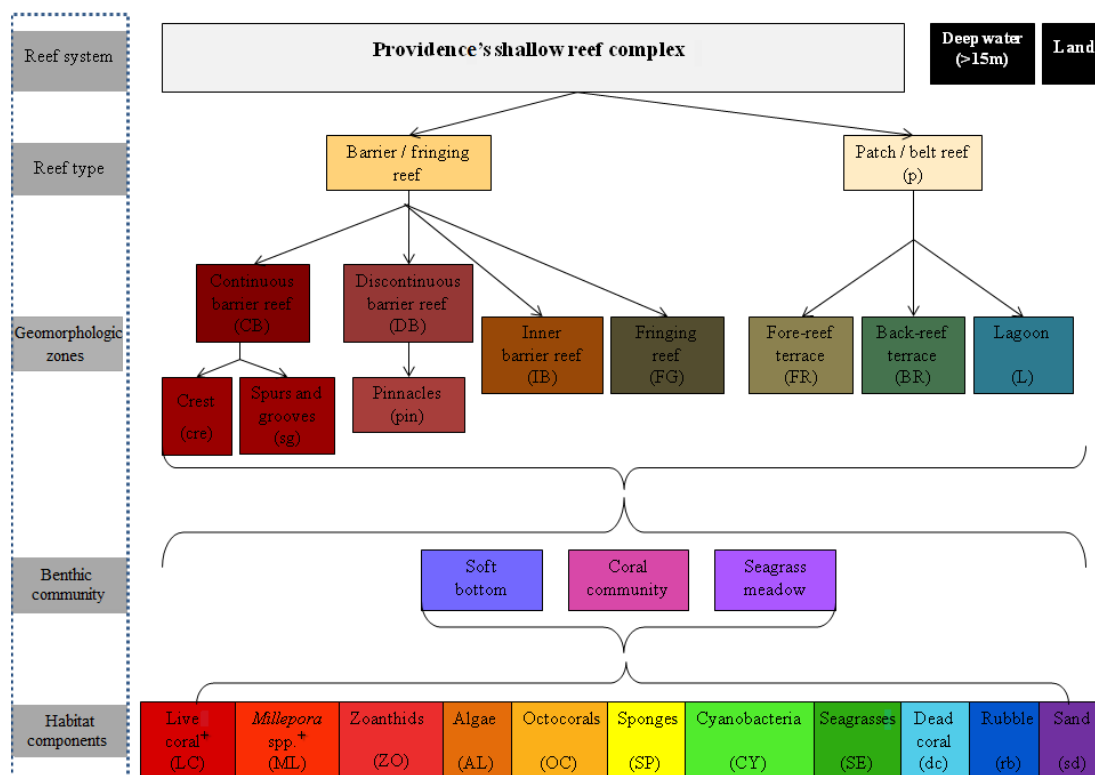 Reef system
Providence's shallow reef complex
Deep water
(>15m)
Land
Reef type
Barrier / fringing
reef
Patch / belt reef
(p)
Geomorphologic
zones
Continuous
barrier reef
(CB)
Discontinuous
barrier reef
(DB)
Inner
barrier reef
(IB)
Fringing
reef
(FG)
Fore-reef
terrace
(FR)
Back-reef
terrace
(BR)
Lagoon
(L)
Crest
(cre)
Spurs and
grooves
(sg)
Pinnacles
(pin)
Benthic
community
Soft
bottom
Coral
community
Seagrass
meadow
Habitat
components
Live
coral+
(LC)
Millepora
spp.+
(ML)
Zoanthids
(ZO)
Algae
(AL)
Octocorals
(OC)
Sponges
(SP)
Cyanobacteria
(CY)
Seagrasses
(SE)
Dead
coral
(dc)
Rubble
(rb)
Sand
(sd)